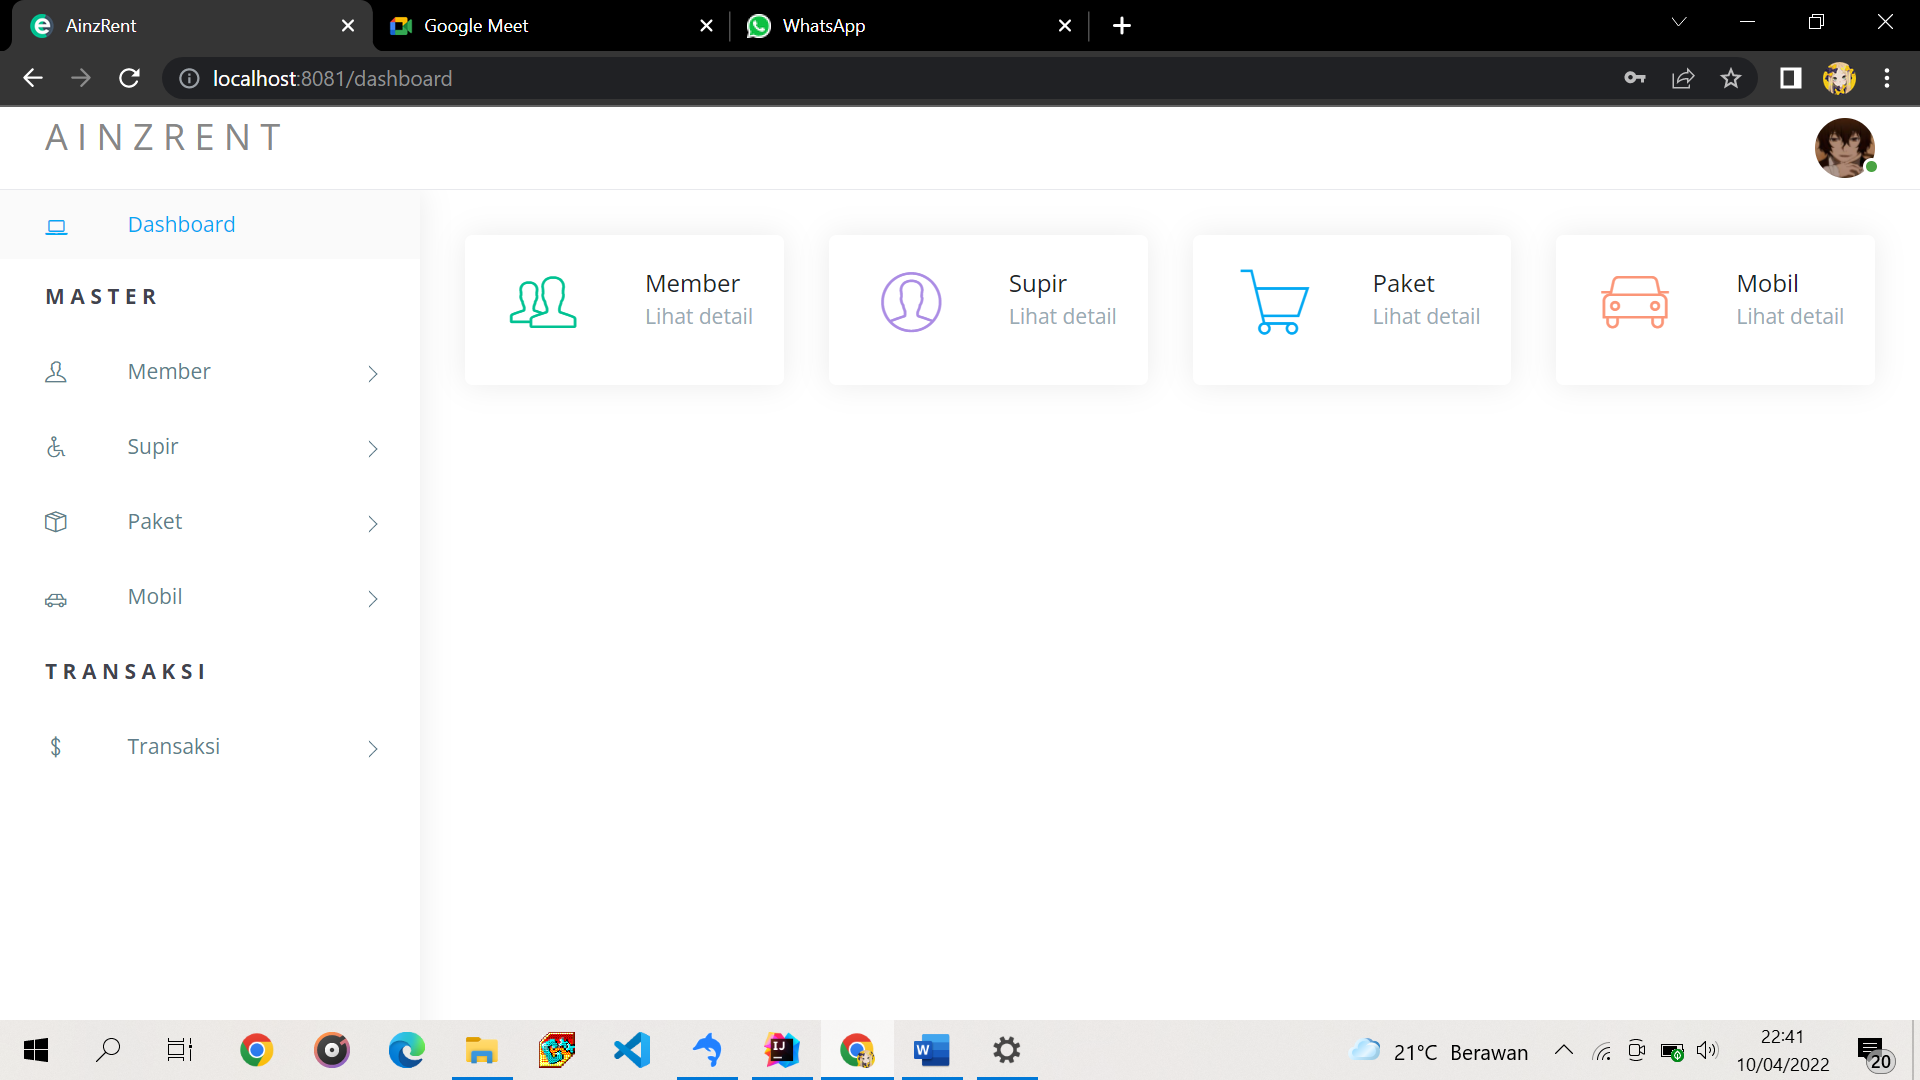 AinzRent
Google Meet
WhatsApp
localhost:8081/dashboard
AINZRENT
Dashboard
MASTER
Member
Supir
Paket
Mobil
TRANSAKSI
Transaksi
Member
Lihat detail
Supir
Lihat detail
Paket
Lihat detail
Mobil
Lihat detail
IJ
W
21°C Berawan
22:41
10/04/2022
20